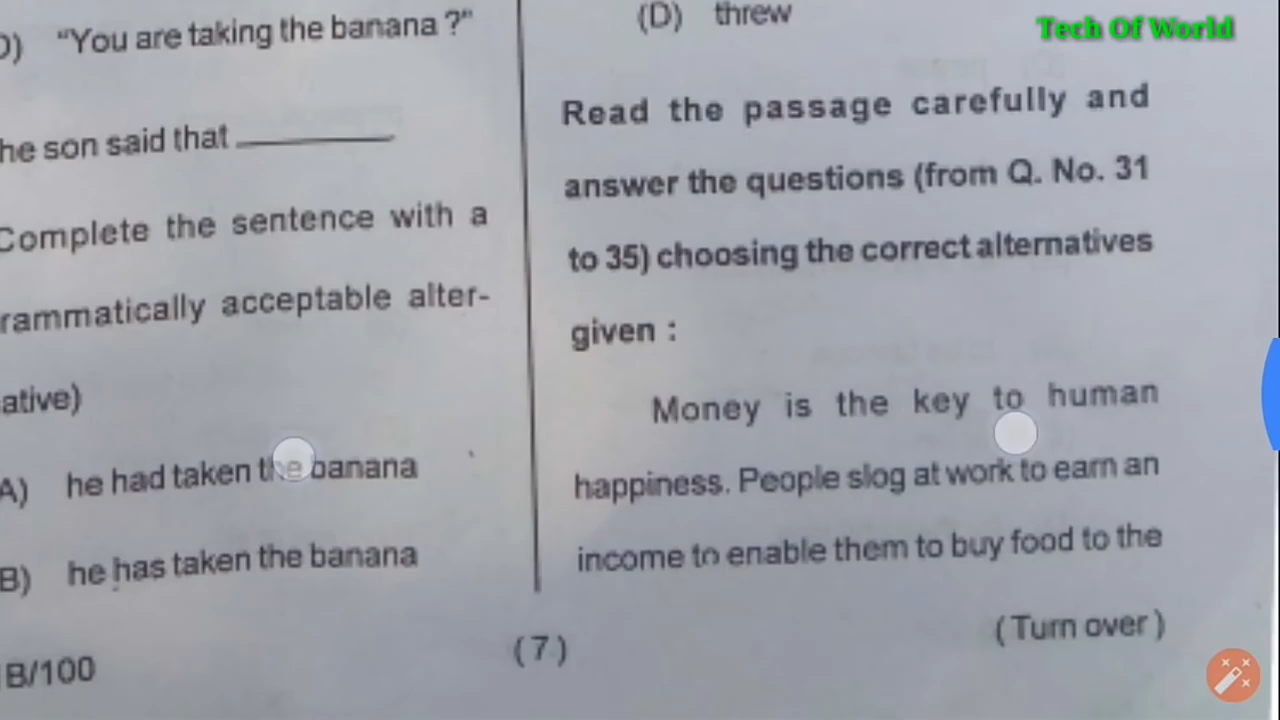 D) "You are taking the banana ?"
he son said that
Complete the sentence with a
rammatically acceptable alter-
ative)
A) he had taken the banana
B) he has taken the banana
B/100
(7)
(D) threw
Read the passage carefully and
answer the questions (from Q. No. 31
to 35) choosing the correct alternatives
given :
Money is the key to human
happiness. People slog at work to earn an
income to enable them to buy food to the
(Turn over)
Tech Of World